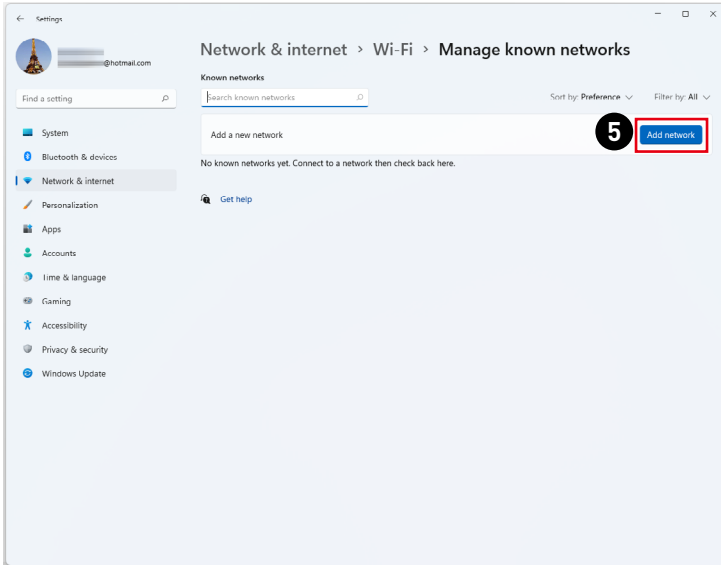 Settings
@hotmail.com
Find a setting
System
Bluetooth & devices
Network & internet
Personalization
Apps
Accounts
Time & language
Gaming
Accessibility
Privacy & security
Windows Update
Network & internet > Wi-Fi > Manage known networks
Known networks
Search known networks
Sort by: Preference Filter by: All
Add a new network 5 Add network
No known networks yet. Connect to a network then check back here.
Get help